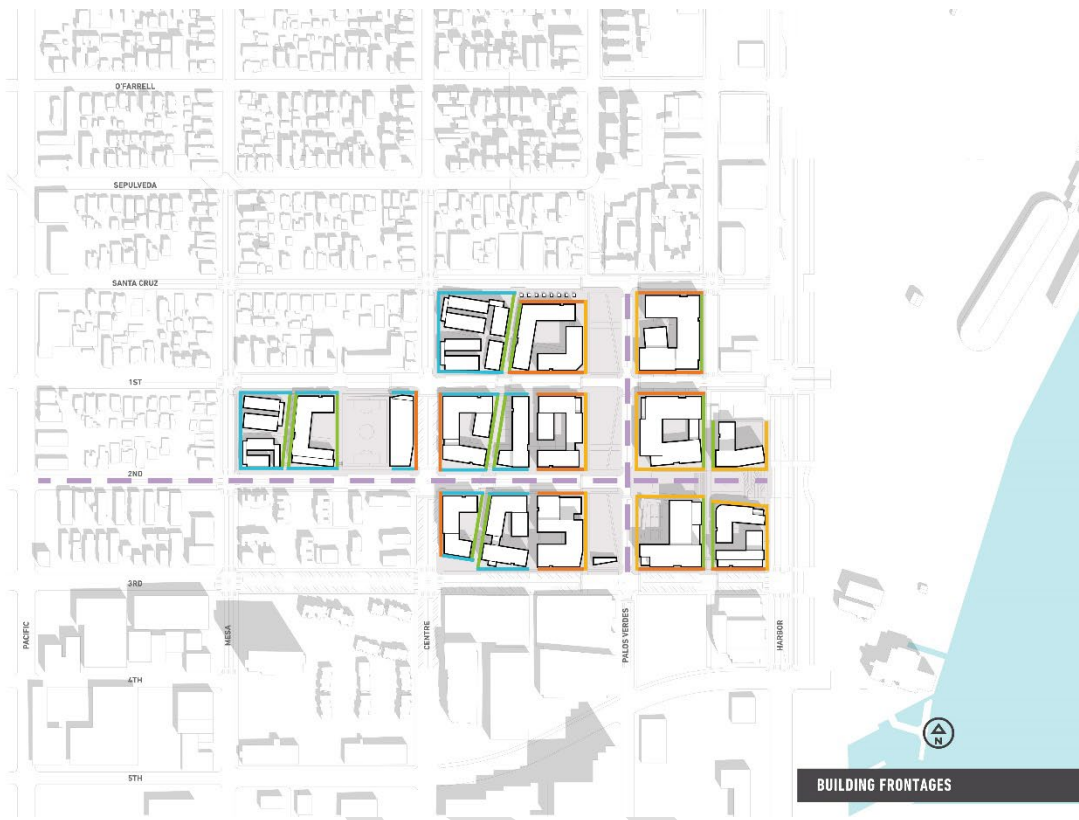 O'FARRELL
SEPULVEDA
SANTA CRUZ
1ST
2ND
3RD
PACIFIC
MESA
CENTRE
PALOS VERDES
HARBOR
4TH
N
5TH
BUILDING FRONTAGES